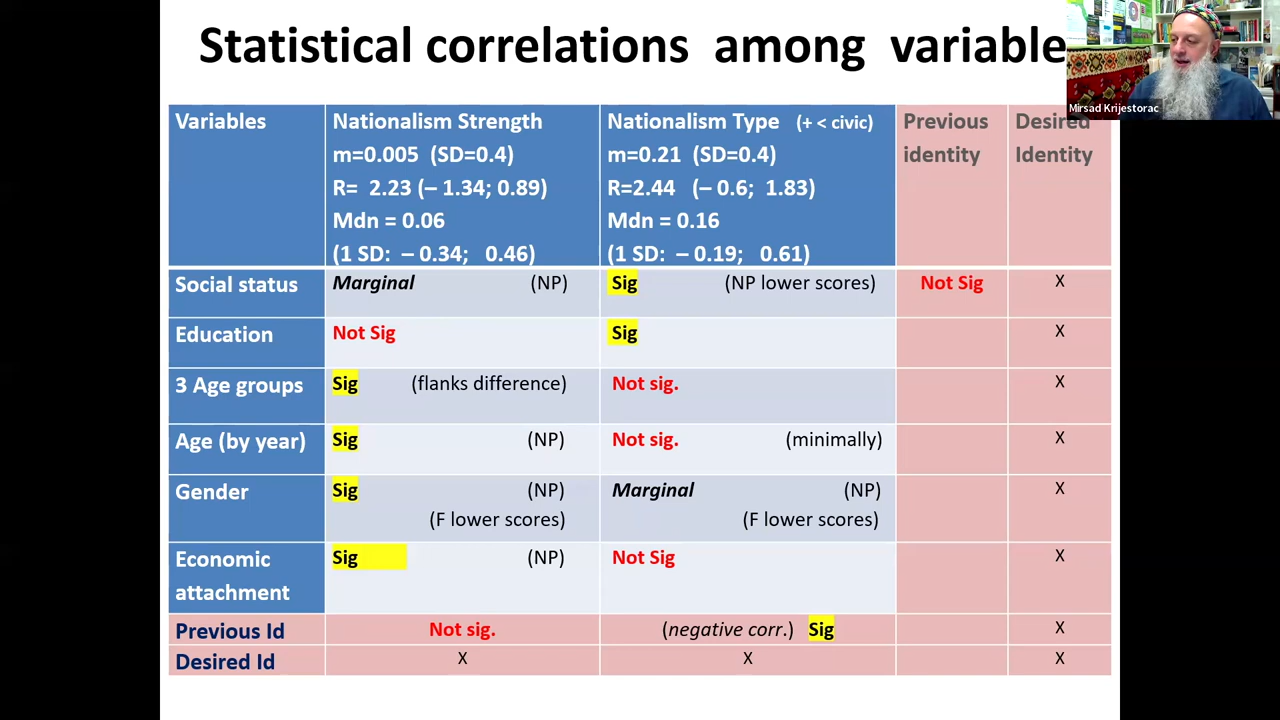 Statistical correlations among variable
Mirsad Krijestorac
Variables
Nationalism Strength
m=0.005 (SD=0.4)
R= 2.23 (– 1.34; 0.89)
Mdn = 0.06
(1 SD: – 0.34; 0.46)
Nationalism Type (+ < civic)
m=0.21 (SD=0.4)
R=2.44 (– 0.6; 1.83)
Mdn = 0.16
(1 SD: – 0.19; 0.61)
Previous
identity
Desired
Identity
Social status
Marginal (NP)
Sig (NP lower scores)
Not Sig
X
Education
Not Sig
Sig
X
3 Age groups
Sig (flanks difference)
Not sig.
X
Age (by year)
Sig (NP)
Not sig. (minimally)
X
Gender
Sig (NP)
(F lower scores)
Marginal (NP)
(F lower scores)
X
Economic
attachment
Sig (NP)
Not Sig
X
Previous Id
Not sig.
(negative corr.) Sig
X
Desired Id
X
X
X